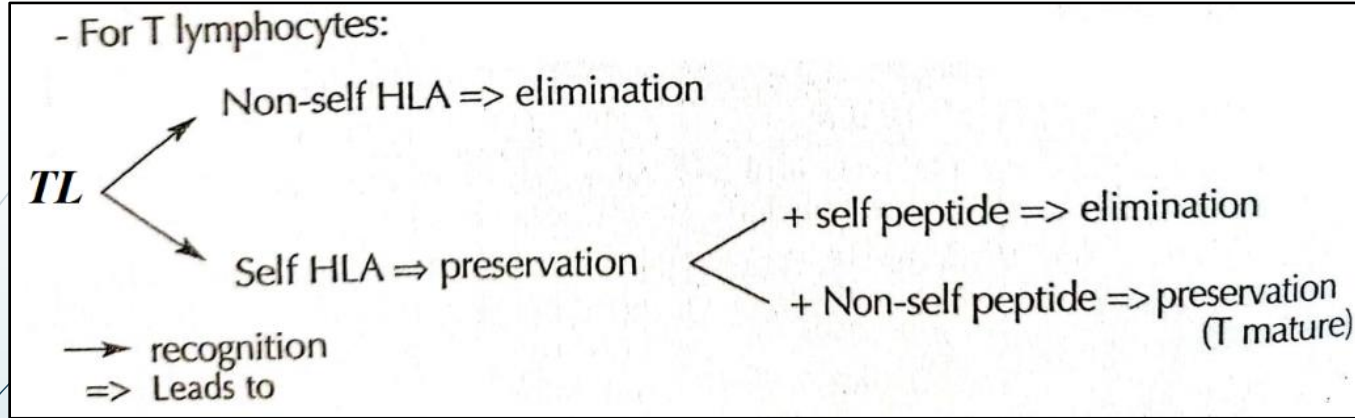 - For T lymphocytes:
Non-self HLA => elimination
TL
+ self peptide => elimination
Self HLA ⇒ preservation
+ Non-self peptide => preservation
(T mature)
recognition
=> Leads to